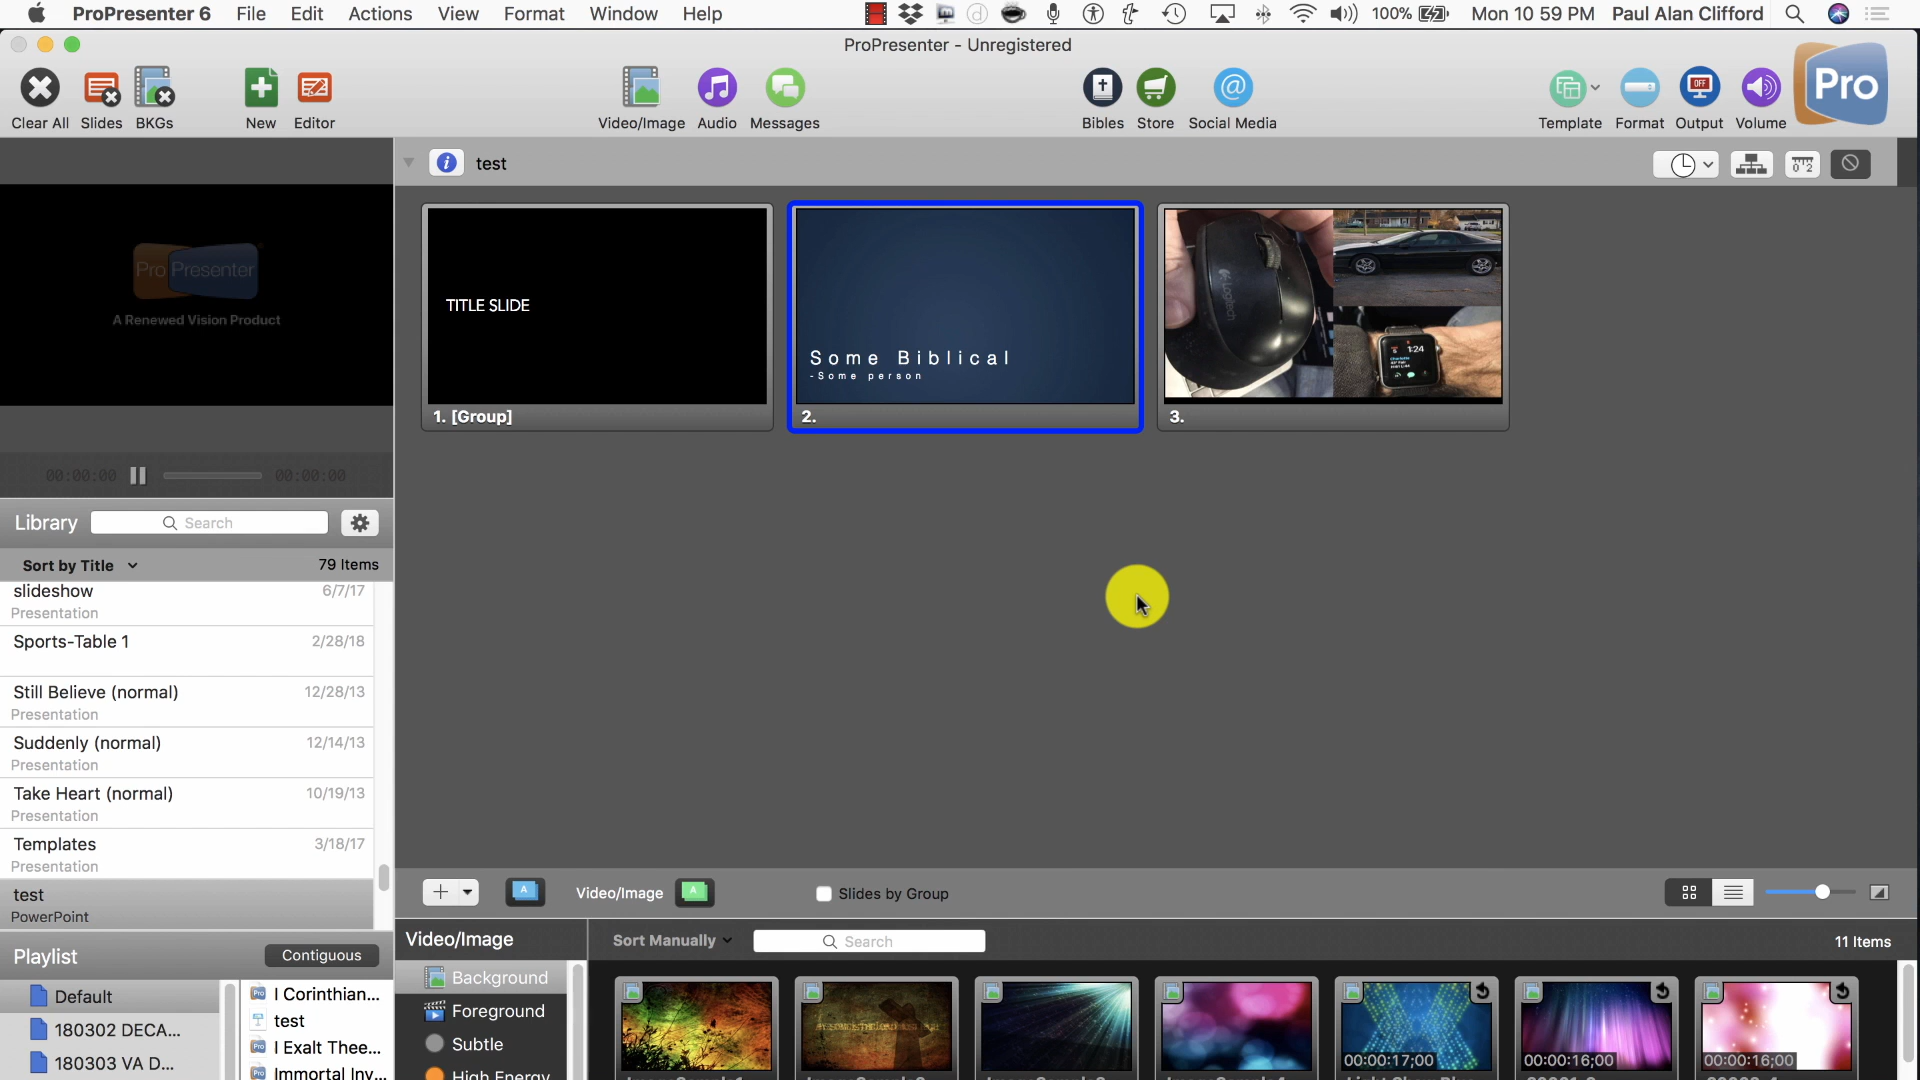 ProPresenter 6 File Edit Actions View Format Window Help 100% Mon 10 59 PM Paul Alan Clifford
ProPresenter - Unregistered
Clear All Slides BKGs New Editor Video/Image Audio Messages Bibles Store Social Media Template Format Output Volume
OFF
Pro
test
ProPresenter
A Renewed Vision Product
TITLE SLIDE
1. [Group]
Some Biblical
-Some person
2.
Logitech
1:24
3.
00:00:00 00:00:00
Library Search
Sort by Title 79 Items
slideshow 6/7/17
Presentation
Sports-Table 1 2/28/18
Still Believe (normal) 12/28/13
Presentation
Suddenly (normal) 12/14/13
Presentation
Take Heart (normal) 10/19/13
Presentation
Templates 3/18/17
Presentation
test
PowerPoint
A Video/Image A Slides by Group
Playlist Contiguous
Default
180302 DECA...
180303 VA D...
I Corinthian...
test
I Exalt Thee...
Immortal Inv...
Video/Image
Sort Manually Search 11 Items
Background
Foreground
Subtle
High Energy
00:00:17;00
00:00:16;00
00:00:16;00